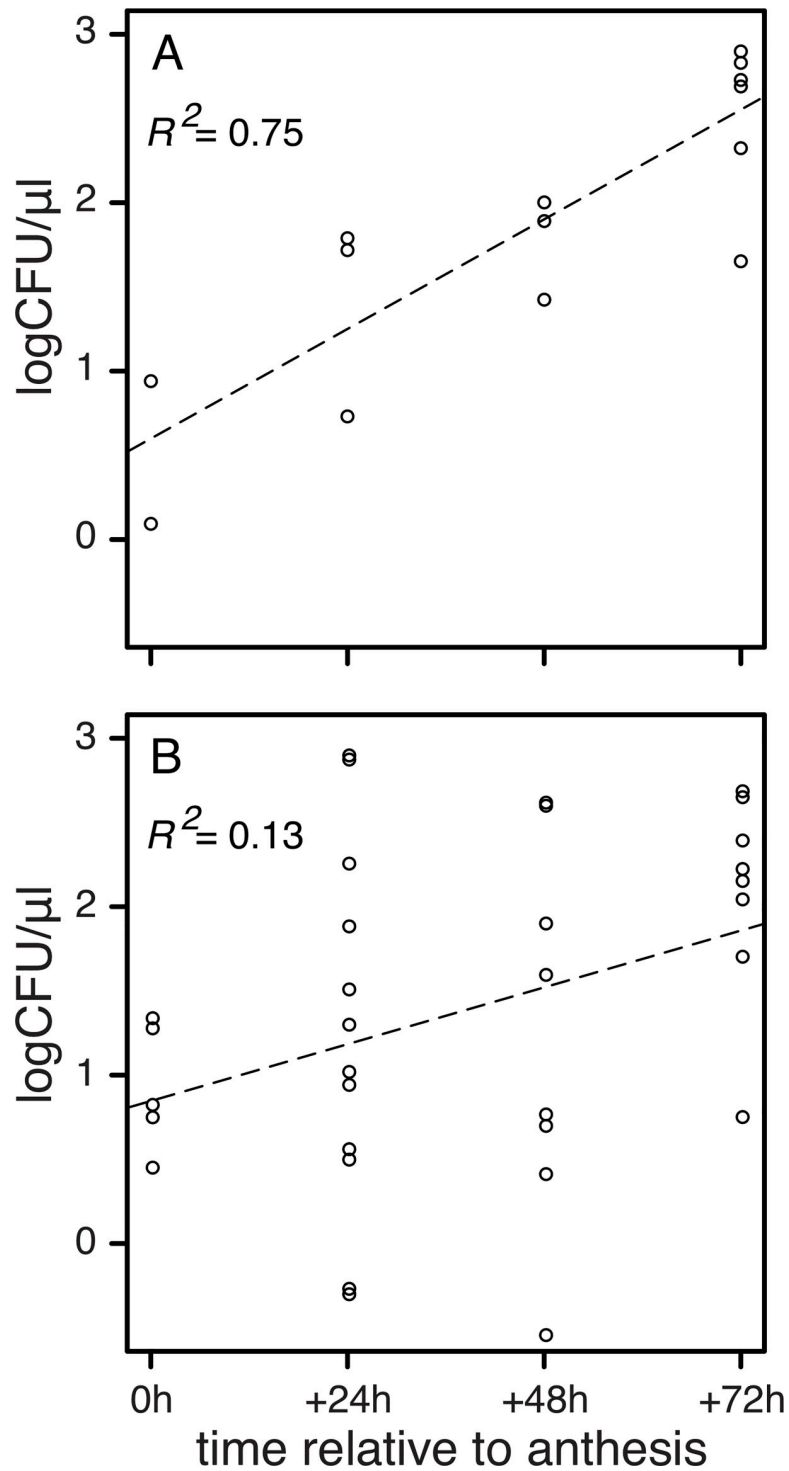 A
R² = 0.75
logCFU/µl
3
2
1
0
B
R² = 0.13
logCFU/µl
3
2
1
0
0h +24h +48h +72h
time relative to anthesis